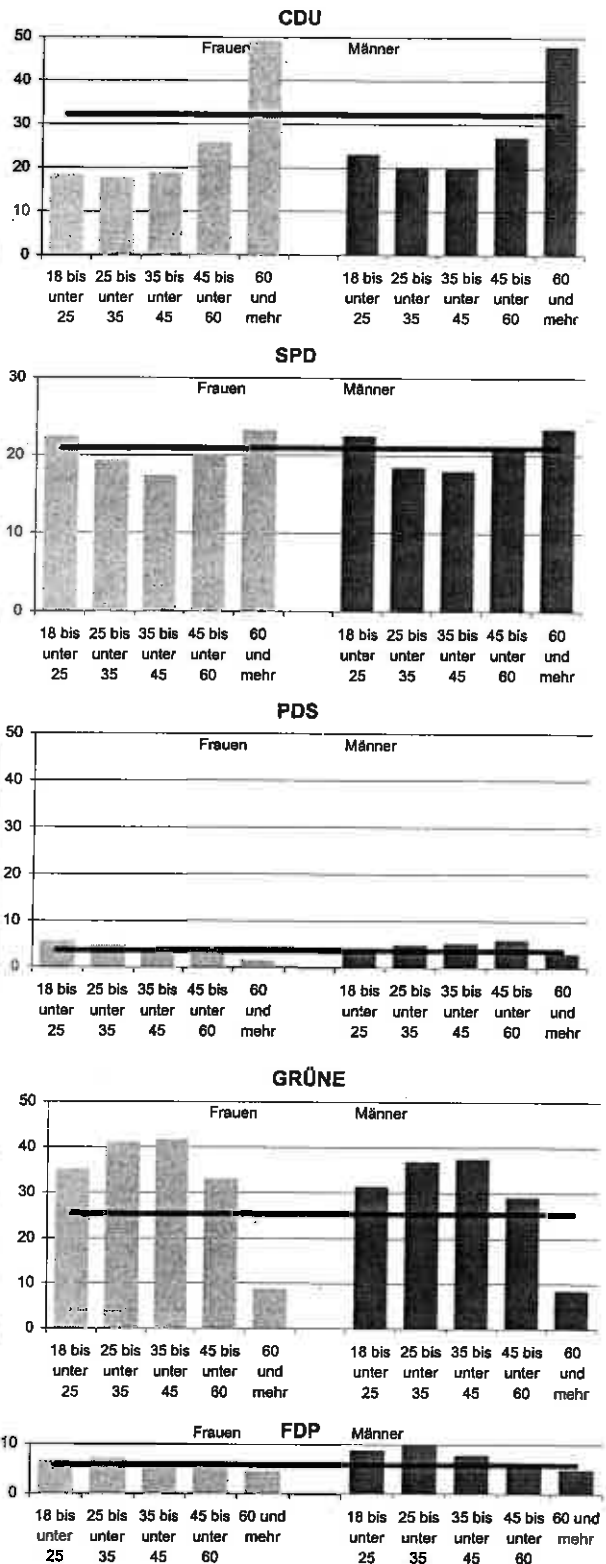 CDU
Frauen Männer
50
40
30
20
10
0
18 bis 25 bis 35 bis 45 bis 60 18 bis 25 bis 35 bis 45 bis 60
unter unter unter unter und unter unter unter unter und
25 35 45 60 mehr 25 35 45 60 mehr
SPD
30
Frauen Männer
20
10
0
18 bis 25 bis 35 bis 45 bis 60 18 bis 25 bis 35 bis 45 bis 60
unter unter unter unter und unter unter unter unter und
25 35 45 60 mehr 25 35 45 60 mehr
PDS
50
Frauen Männer
40
30
20
10
0
18 bis 25 bis 35 bis 45 bis 60 18 bis 25 bis 35 bis 45 bis 60
unter unter unter unter und unter unter unter unter und
25 35 45 60 mehr 25 35 45 60 mehr
GRÜNE
50
Frauen Männer
40
30
20
10
0
18 bis 25 bis 35 bis 45 bis 60 18 bis 25 bis 35 bis 45 bis 60
unter unter unter unter und unter unter unter unter und
25 35 45 60 mehr 25 35 45 60 mehr
Frauen FDP Männer
10
0
18 bis 25 bis 35 bis 45 bis 60 und 18 bis 25 bis 35 bis 45 bis 60 und
unter unter unter unter mehr unter unter unter unter mehr
25 35 45 60 25 35 45 60